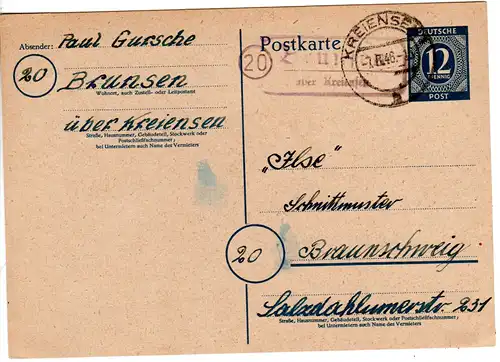 Absender: Paul Gursche
20
Brunsen
Wohnort, auch Zustell- oder Leitpostamt
über Kreiensen
Straße, Hausnummer, Gebäudeteil, Stockwerk oder
Postschließfachnummer;
bei Untermietern auch Name des Vermieters
Postkarte
20
über Kreiensen
KREIENSEN
DEUTSCHE
12
PFENNIG
POST
„Ilse"
Schnittmuster
20
Braunschweig
Salzdahlumerstr. 231
Straße, Hausnummer, Gebäudeteil, Stockwerk oder Postschließfachnummer;
bei Untermietern auch Name des Vermieters